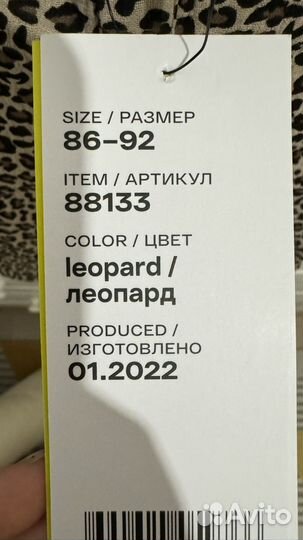 SIZE / РАЗМЕР
86–92
ITEM / АРТИКУЛ
88133
COLOR / ЦВЕТ
leopard /
леопард
PRODUCED /
ИЗГОТОВЛЕНО
01.2022
Avito